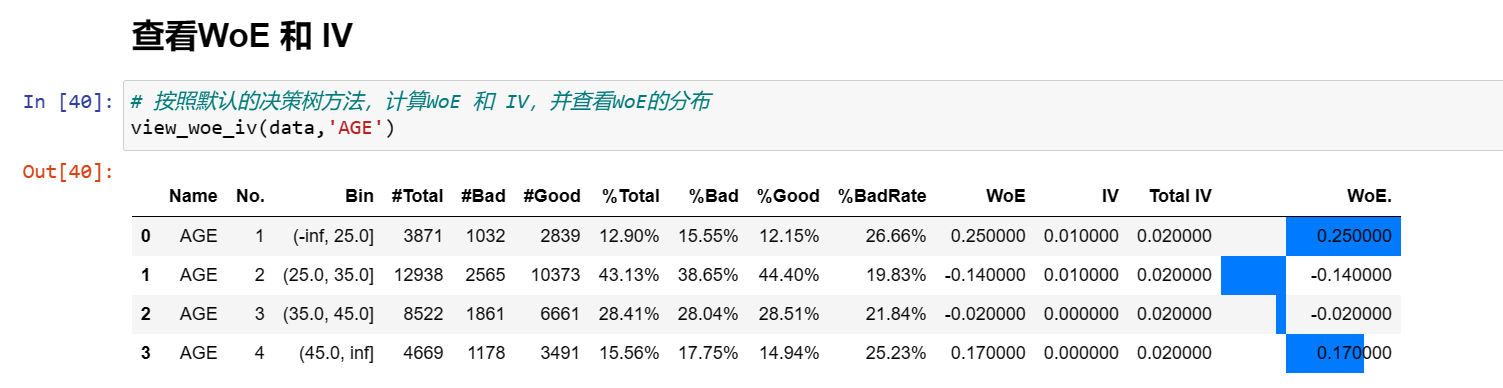 查看WoE 和 IV
In [40]:
# 按照默认的决策树方法，计算WoE 和 IV，并查看WoE的分布
view_woe_iv(data,'AGE')
Out[40]:
Name No. Bin #Total #Bad #Good %Total %Bad %Good %BadRate WoE IV Total IV WoE.
0 AGE 1 (-inf, 25.0] 3871 1032 2839 12.90% 15.55% 12.15% 26.66% 0.250000 0.010000 0.020000 0.250000
1 AGE 2 (25.0, 35.0] 12938 2565 10373 43.13% 38.65% 44.40% 19.83% -0.140000 0.010000 0.020000 -0.140000
2 AGE 3 (35.0, 45.0] 8522 1861 6661 28.41% 28.04% 28.51% 21.84% -0.020000 0.000000 0.020000 -0.020000
3 AGE 4 (45.0, inf] 4669 1178 3491 15.56% 17.75% 14.94% 25.23% 0.170000 0.000000 0.020000 0.170000